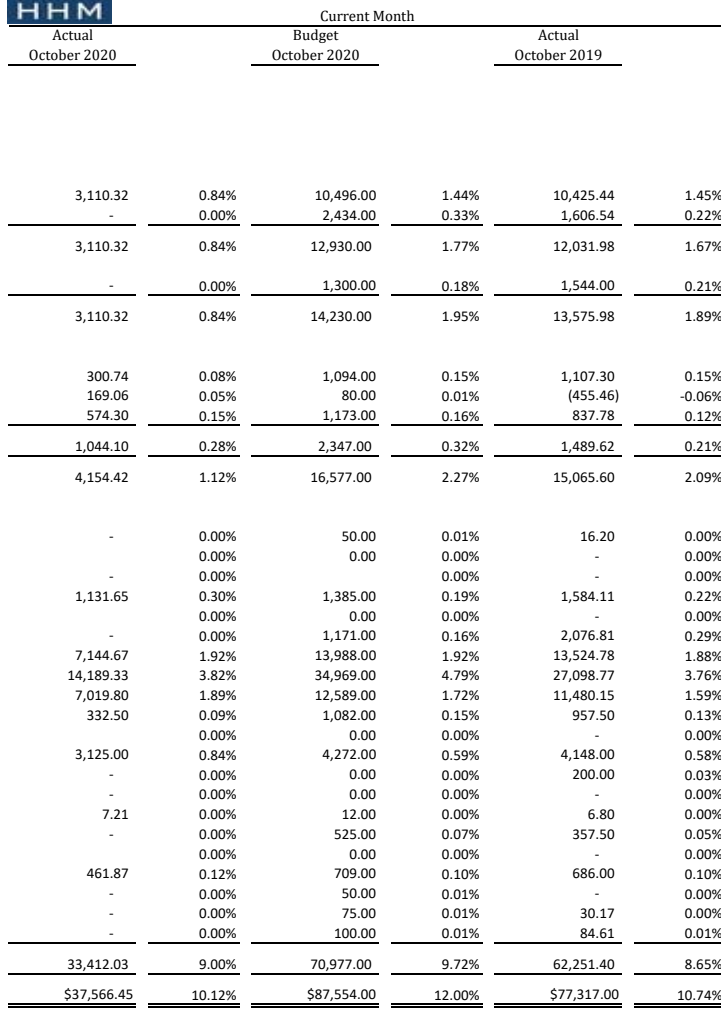 HHM
Current Month
Actual Budget Actual
October 2020 October 2020 October 2019
3,110.32 0.84% 10,496.00 1.44% 10,425.44 1.45%
- 0.00% 2,434.00 0.33% 1,606.54 0.22%
3,110.32 0.84% 12,930.00 1.77% 12,031.98 1.67%
- 0.00% 1,300.00 0.18% 1,544.00 0.21%
3,110.32 0.84% 14,230.00 1.95% 13,575.98 1.89%
300.74 0.08% 1,094.00 0.15% 1,107.30 0.15%
169.06 0.05% 80.00 0.01% (455.46) -0.06%
574.30 0.15% 1,173.00 0.16% 837.78 0.12%
1,044.10 0.28% 2,347.00 0.32% 1,489.62 0.21%
4,154.42 1.12% 16,577.00 2.27% 15,065.60 2.09%
- 0.00% 50.00 0.01% 16.20 0.00%
0.00% 0.00 0.00% - 0.00%
- 0.00% 0.00% - 0.00%
1,131.65 0.30% 1,385.00 0.19% 1,584.11 0.22%
0.00% 0.00 0.00% - 0.00%
- 0.00% 1,171.00 0.16% 2,076.81 0.29%
7,144.67 1.92% 13,988.00 1.92% 13,524.78 1.88%
14,189.33 3.82% 34,969.00 4.79% 27,098.77 3.76%
7,019.80 1.89% 12,589.00 1.72% 11,480.15 1.59%
332.50 0.09% 1,082.00 0.15% 957.50 0.13%
0.00% 0.00 0.00% - 0.00%
3,125.00 0.84% 4,272.00 0.59% 4,148.00 0.58%
- 0.00% 0.00 0.00% 200.00 0.03%
- 0.00% 0.00 0.00% - 0.00%
7.21 0.00% 12.00 0.00% 6.80 0.00%
- 0.00% 525.00 0.07% 357.50 0.05%
0.00% 0.00 0.00% - 0.00%
461.87 0.12% 709.00 0.10% 686.00 0.10%
- 0.00% 50.00 0.01% - 0.00%
- 0.00% 75.00 0.01% 30.17 0.00%
- 0.00% 100.00 0.01% 84.61 0.01%
33,412.03 9.00% 70,977.00 9.72% 62,251.40 8.65%
$37,566.45 10.12% $87,554.00 12.00% $77,317.00 10.74%